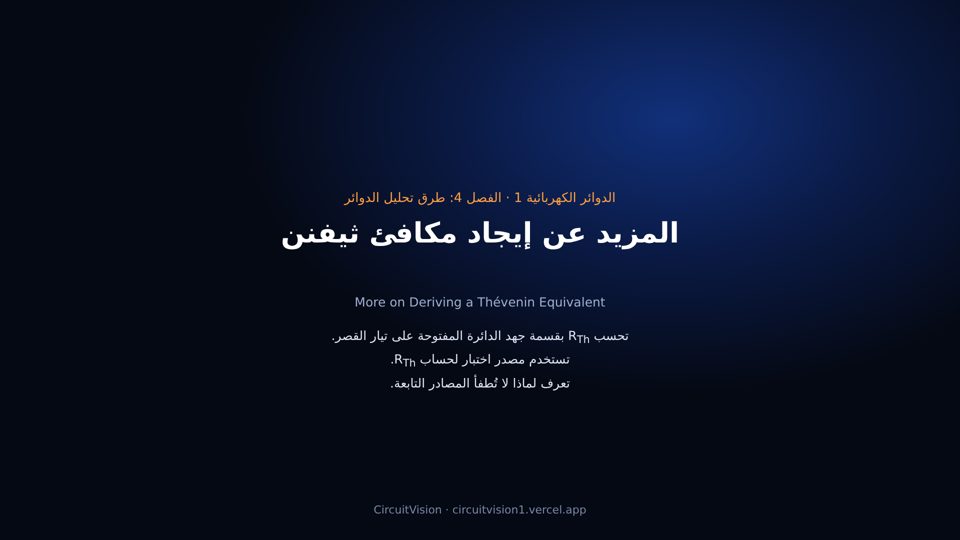 الدوائر الكهربائية 1 · الفصل 4: طرق تحليل الدوائر
المزيد عن إيجاد مكافئ ثيفنن
More on Deriving a Thévenin Equivalent
تحسب RTh بقسمة جهد الدائرة المفتوحة على تيار القصر.
تستخدم مصدر اختبار لحساب RTh.
تعرف لماذا لا تُطفأ المصادر التابعة.
CircuitVision · circuitvision1.vercel.app